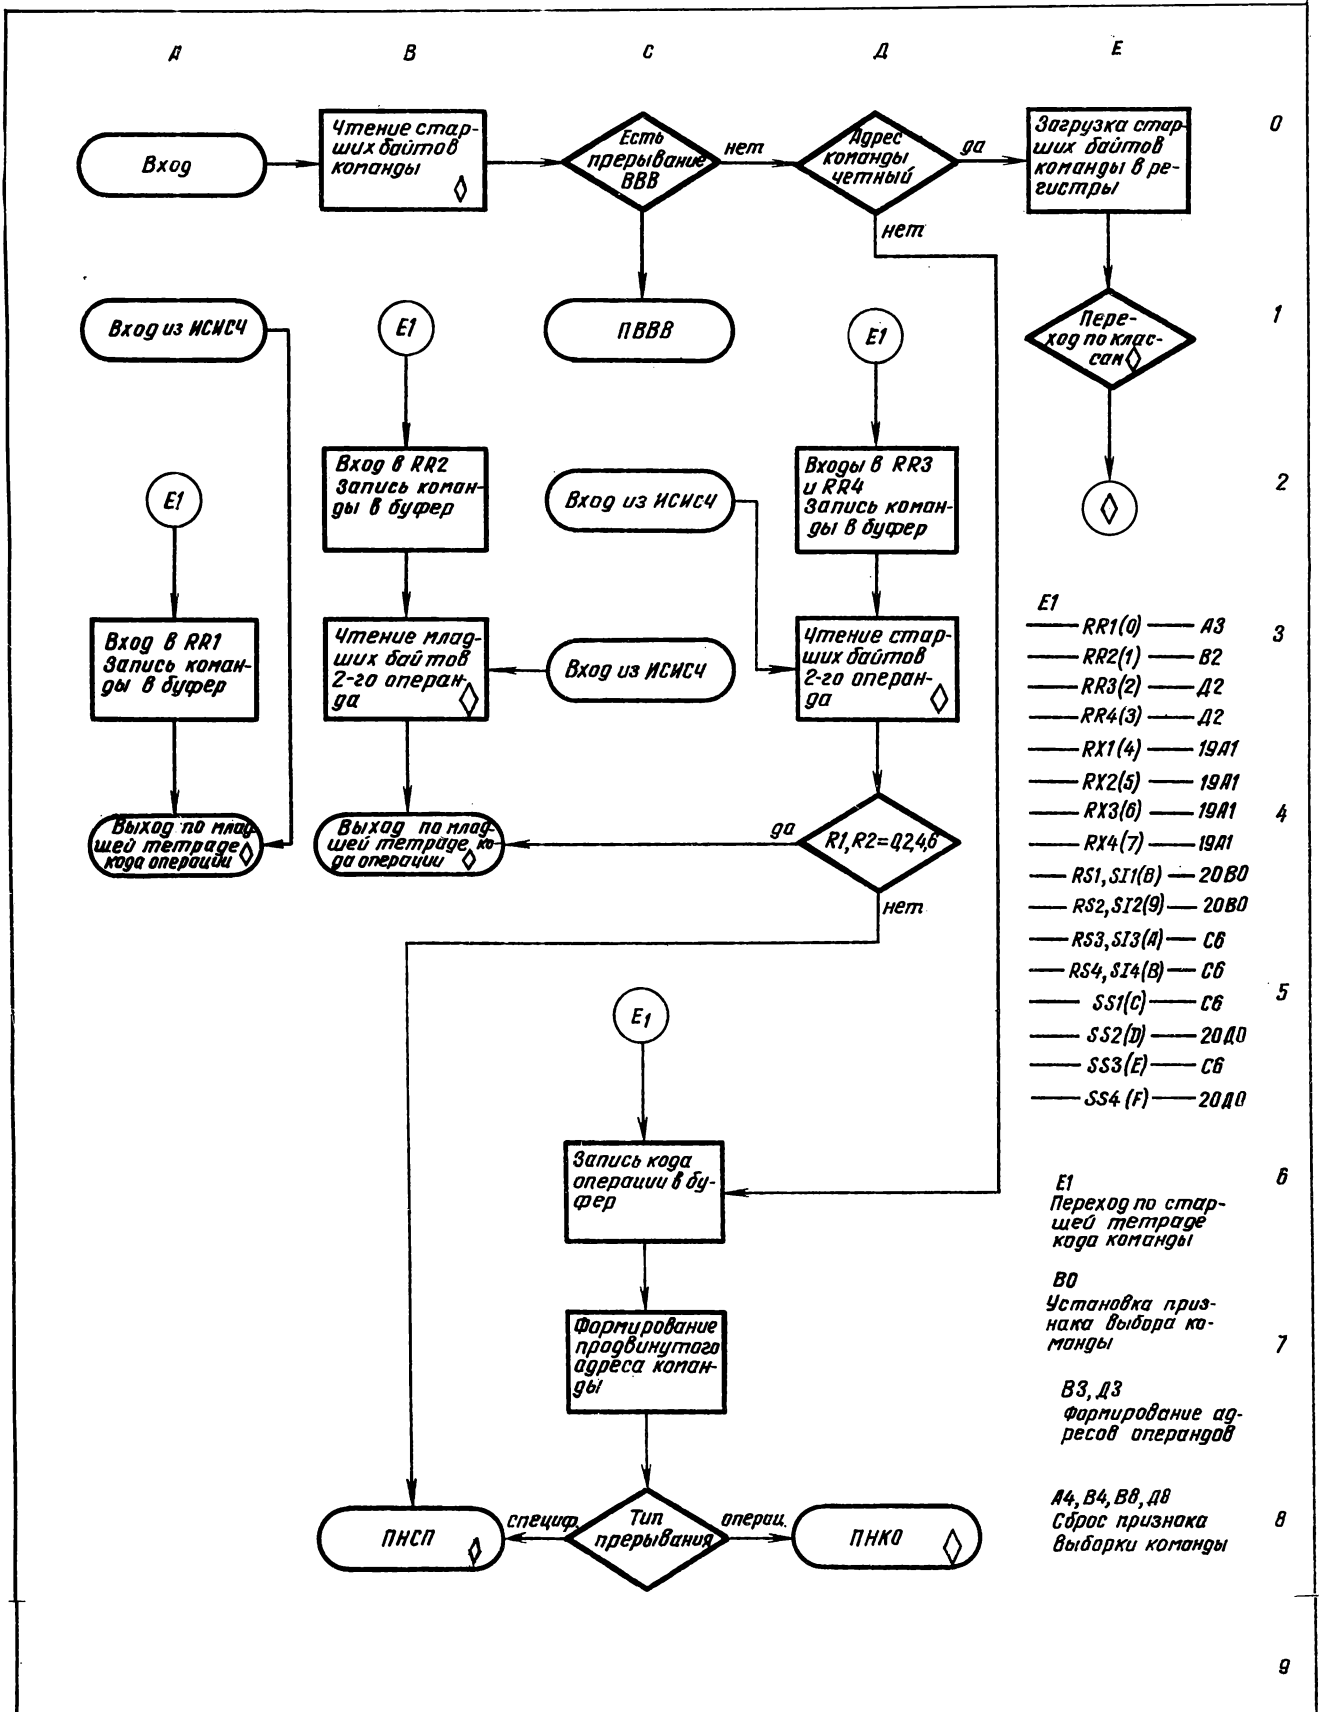 А В С Д Е
0
Вход
Чтение стар-
ших байтов
команды
Есть
прерывание
ВВВ
нет
Адрес
команды
четный
да
нет
Загрузка стар-
ших байтов
команды в ре-
гистры
1
Вход из ИСИСЧ
Е1
ПВВВ
Е1
Пере-
ход по клас-
сам
2
Е1
Вход в RR2
Запись коман-
ды в буфер
Вход из ИСИСЧ
Входы в RR3
и RR4
Запись коман-
ды в буфер
3
Вход в RR1
Запись коман-
ды в буфер
Чтение млад-
ших байтов
2-го операн-
да
Вход из ИСИСЧ
Чтение стар-
ших байтов
2-го операн-
да
4
Выход по млад-
шей тетраде
кода операции
Выход по млад-
шей тетраде ко-
да операции
да
R1, R2=0,2,4,6
нет
Е1
RR1(0) А3
RR2(1) В2
RR3(2) Д2
RR4(3) Д2
RX1(4) 19А1
RX2(5) 19А1
RX3(6) 19А1
RX4(7) 19А1
RS1, SI1(8) 20В0
RS2, SI2(9) 20В0
RS3, SI3(A) С6
RS4, SI4(B) С6
SS1(C) С6
SS2(D) 20Д0
SS3(E) С6
SS4(F) 20Д0
5
Е1
6
Запись кода
операции в бу-
фер
Е1
Переход по стар-
шей тетраде
кода команды
7
Формирование
продвинутого
адреса коман-
ды
В0
Установка приз-
нака выбора ко-
манды
В3, Д3
Формирование ад-
ресов операндов
8
ПНСП
специф.
Тип
прерывания
операц.
ПНКО
А4, В4, В8, Д8
Сброс признака
выборки команды
9